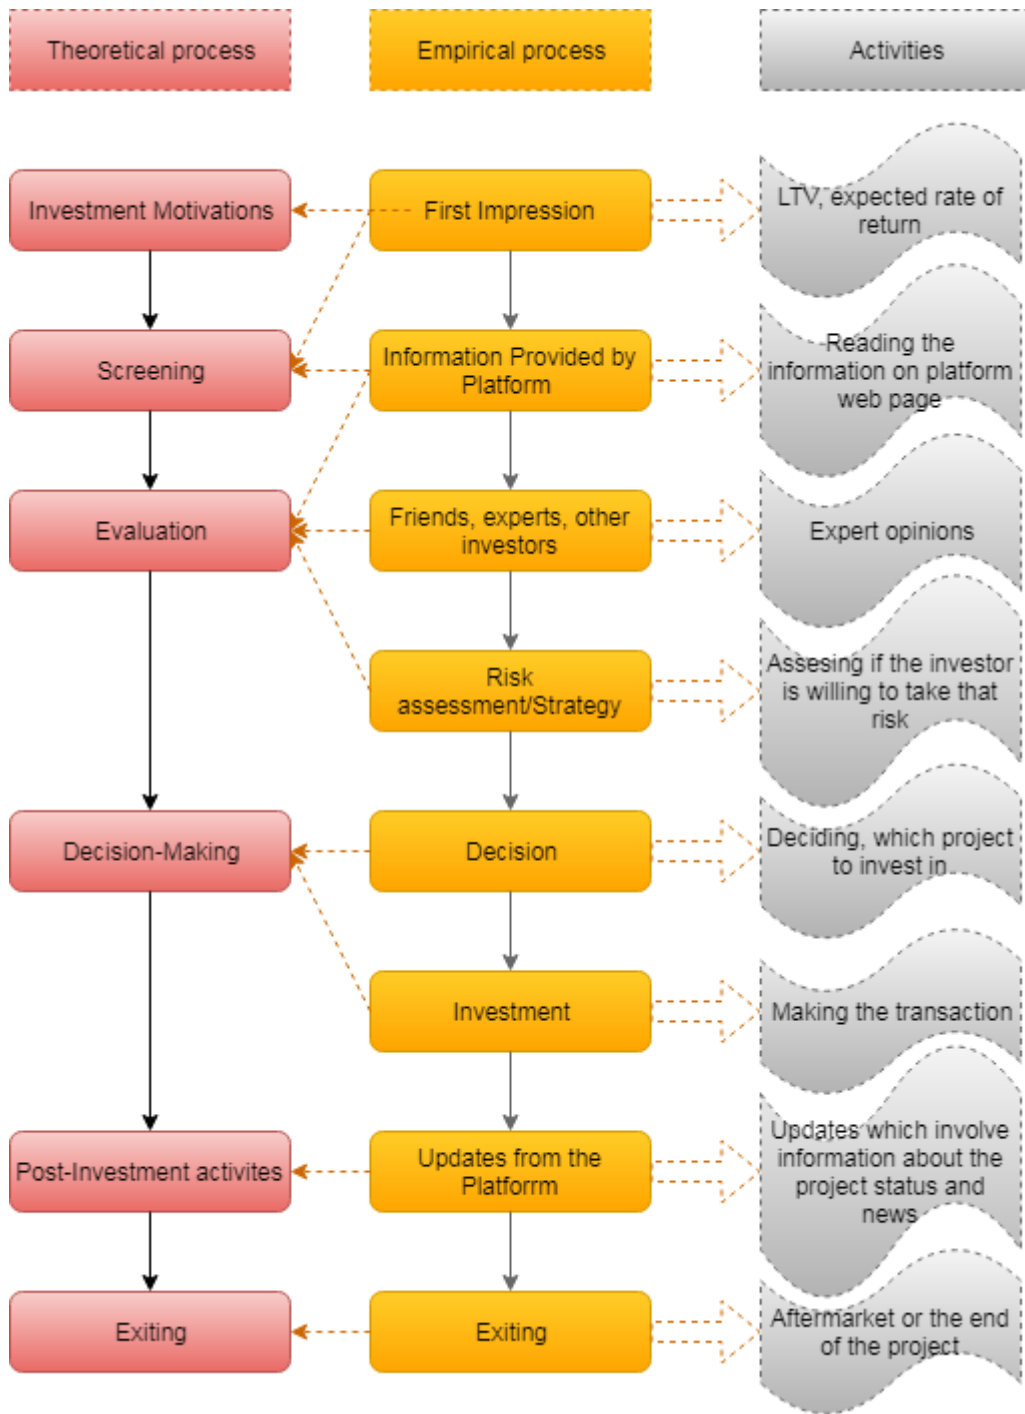 Theoretical process
Empirical process
Activities
Investment Motivations
First Impression
LTV, expected rate of
return
Screening
Information Provided by
Platform
Reading the
information on platform
web page
Evaluation
Friends, experts, other
investors
Expert opinions
Risk
assessment/Strategy
Assesing if the investor
is willing to take that
risk
Decision-Making
Decision
Deciding, which project
to invest in
Investment
Making the transaction
Post-Investment activites
Updates from the
Platforrm
Updates which involve
information about the
project status and
news
Exiting
Exiting
Aftermarket or the end
of the project